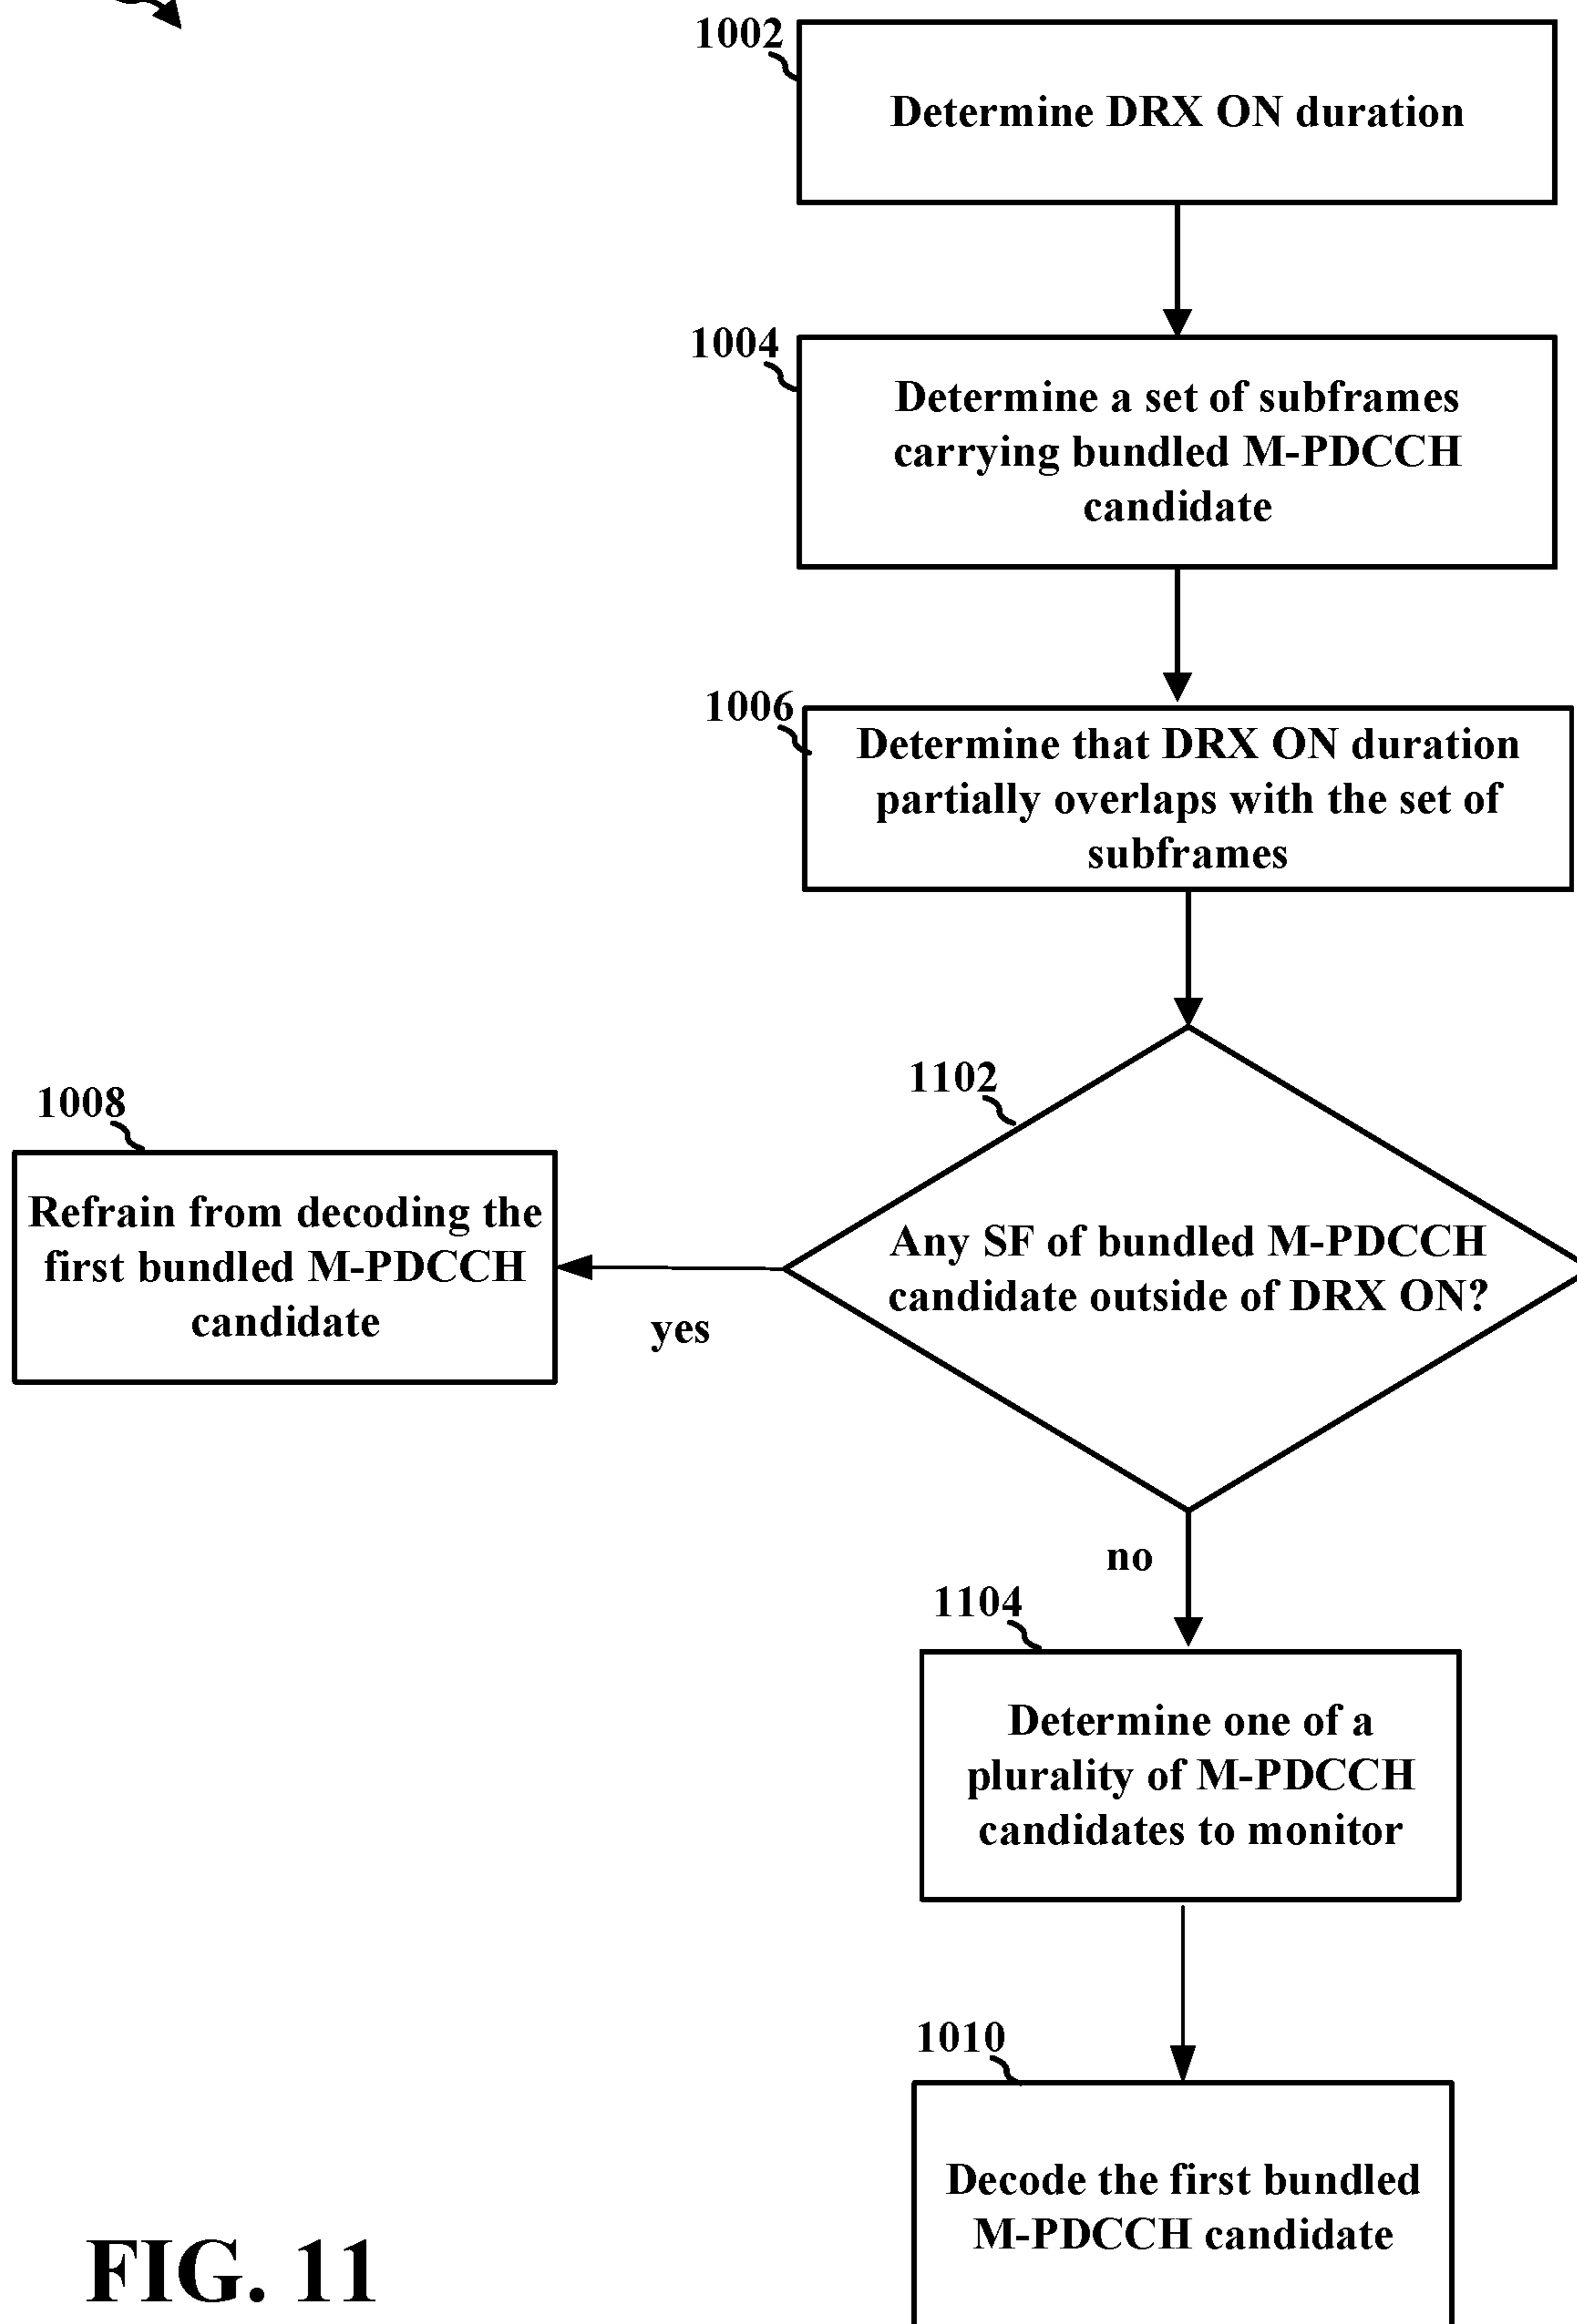 1002
Determine DRX ON duration
1004
Determine a set of subframes
carrying bundled M-PDCCH
candidate
1006
Determine that DRX ON duration
partially overlaps with the set of
subframes
1102
Any SF of bundled M-PDCCH
candidate outside of DRX ON?
1008
Refrain from decoding the
first bundled M-PDCCH
candidate
yes
no
1104
Determine one of a
plurality of M-PDCCH
candidates to monitor
1010
Decode the first bundled
M-PDCCH candidate
FIG. 11